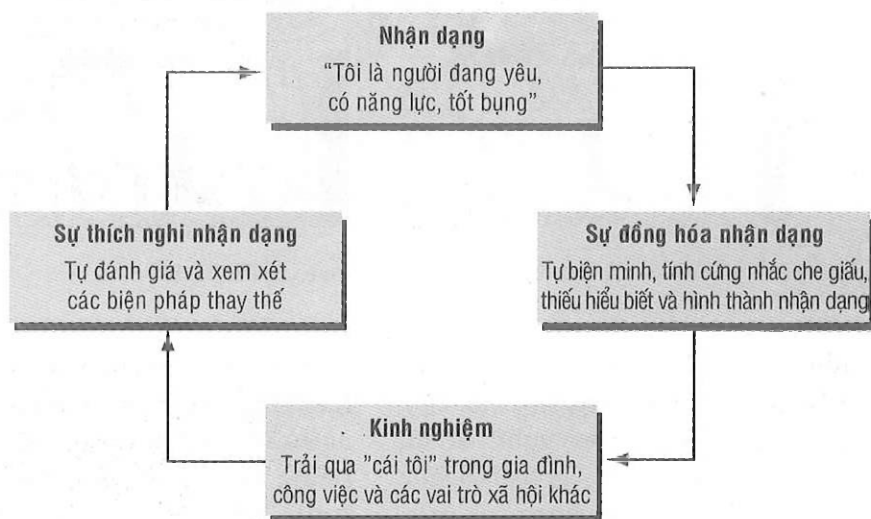 Nhận dạng
“Tôi là người đang yêu,
có năng lực, tốt bụng”
Sự thích nghi nhận dạng
Tự đánh giá và xem xét
các biện pháp thay thế
Sự đồng hóa nhận dạng
Tự biện minh, tính cứng nhắc che giấu,
thiếu hiểu biết và hình thành nhận dạng
Kinh nghiệm
Trải qua "cái tôi" trong gia đình,
công việc và các vai trò xã hội khác